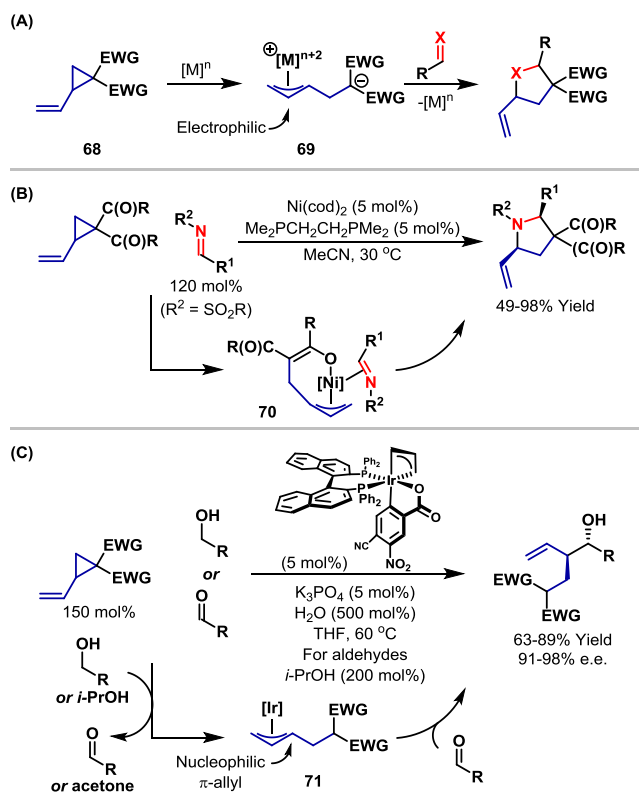 (A)
EWG
EWG
68
[M]ⁿ
⊕
[M]ⁿ⁺²
EWG
⊖
EWG
Electrophilic
69
X
R
-[M]ⁿ
R
X
EWG
EWG
(B)
C(O)R
C(O)R
R²
N
R¹
120 mol%
(R² = SO₂R)
Ni(cod)₂ (5 mol%)
Me₂PCH₂CH₂PMe₂ (5 mol%)
MeCN, 30 °C
R²
N
R¹
C(O)R
(C(O)R
49-98% Yield
R
R(O)C
O
[Ni]
R¹
N
R²
70
(C)
EWG
EWG
150 mol%
OH
R
or
O
R
Ph₂
P
P
Ph₂
Ir
O
O
NC
NO₂
(5 mol%)
K₃PO₄ (5 mol%)
H₂O (500 mol%)
THF, 60 °C
For aldehydes
i-PrOH (200 mol%)
OH
R
EWG
EWG
63-89% Yield
91-98% e.e.
OH
R
or i-PrOH
O
R
or acetone
[Ir]
EWG
EWG
Nucleophilic
π-allyl
71
O
R